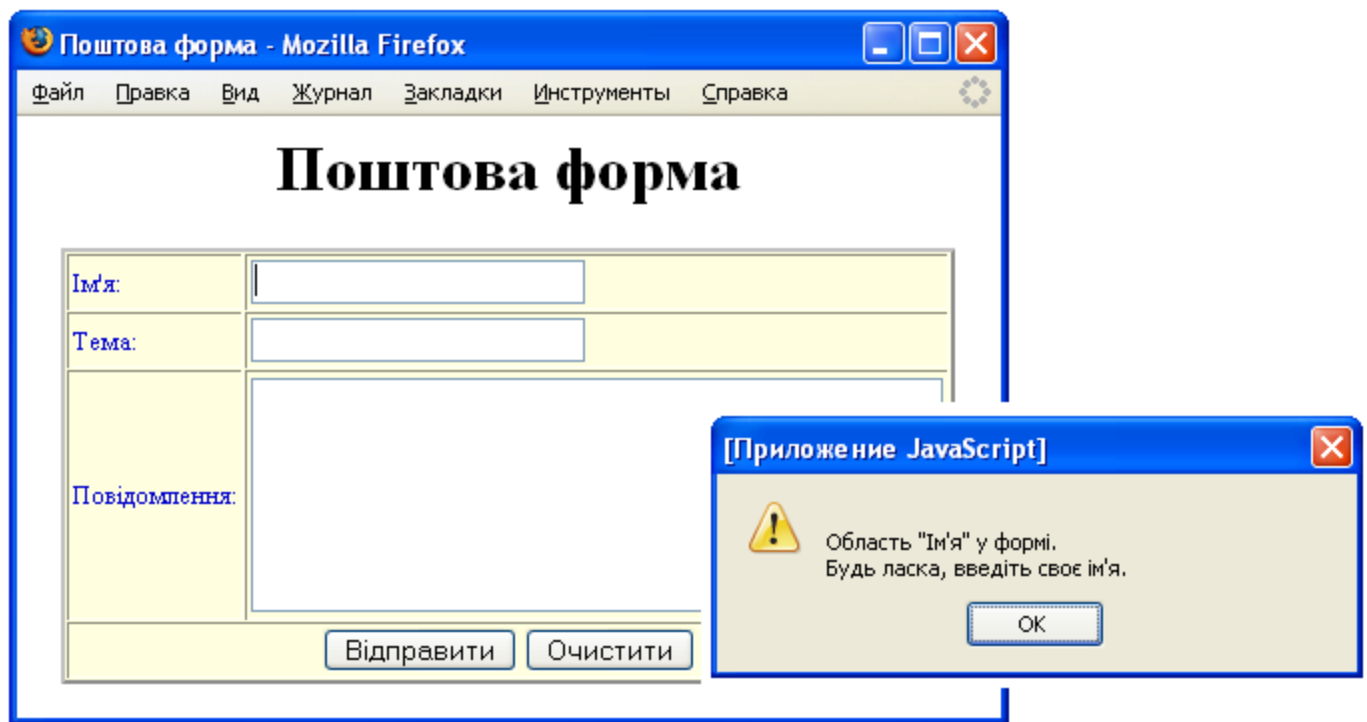 Поштова форма - Mozilla Firefox
Файл Правка Вид Журнал Закладки Инструменты Справка
Поштова форма
Ім'я:
Тема:
Повідомлення:
Відправити Очистити
[Приложение JavaScript]
Область "Ім'я" у формі.
Будь ласка, введіть своє ім'я.
OK